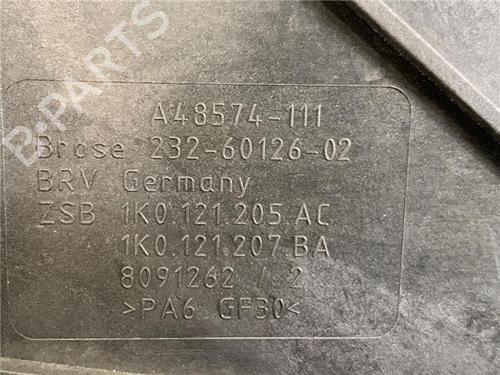 B-PARTS
A48574-111
Brose 232-60126-02
BRV Germany
ZSB 1K0.121.205.AC
1K0.121.207.BA
8091262 / 2
>PA6 GF30<